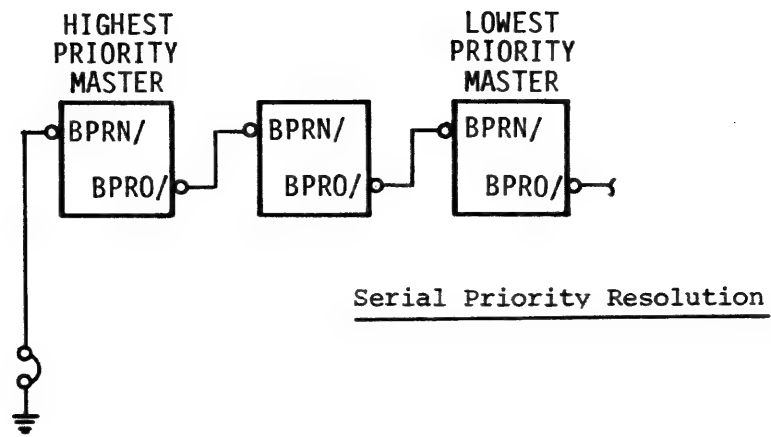 HIGHEST
PRIORITY
MASTER
LOWEST
PRIORITY
MASTER
BPRN/
BPRO/
BPRN/
BPRO/
BPRN/
BPRO/
Serial Priority Resolution